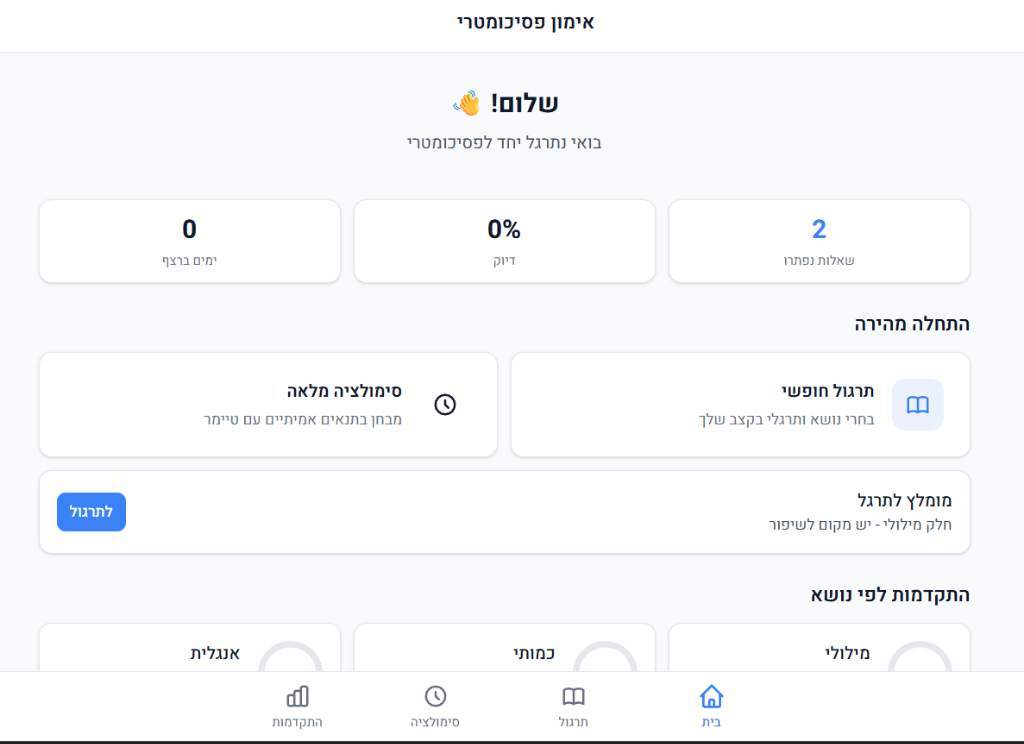 אימון פסיכומטרי
שלום! 👋
בואי נתרגל יחד לפסיכומטרי
2
שאלות נפתרו
0%
דיוק
0
ימים ברצף
התחלה מהירה
תרגול חופשי
בחרי נושא ותרגלי בקצב שלך
סימולציה מלאה
מבחן בתנאים אמיתיים עם טיימר
מומלץ לתרגל
חלק מילולי - יש מקום לשיפור
לתרגול
התקדמות לפי נושא
מילולי
כמותי
אנגלית
בית
תרגול
סימולציה
התקדמות